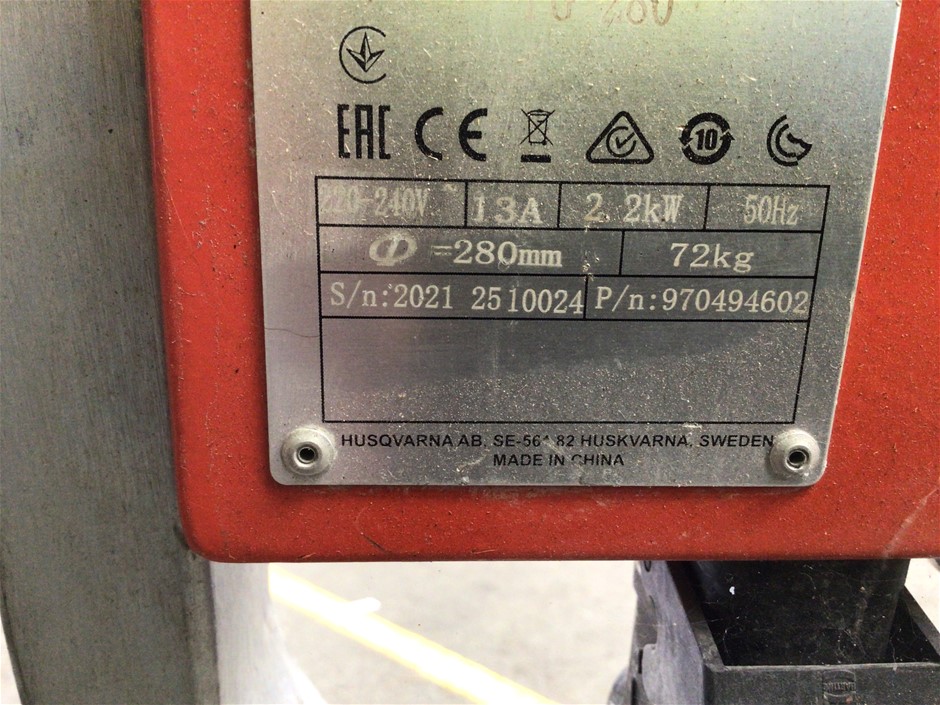 EAC CE 10
220-240V ~ 13A 2.2kW 50Hz
Φ =280mm 72kg
S/n:2021 2510024 P/n:970494602
HUSQVARNA AB, SE-561 82 HUSKVARNA, SWEDEN
MADE IN CHINA